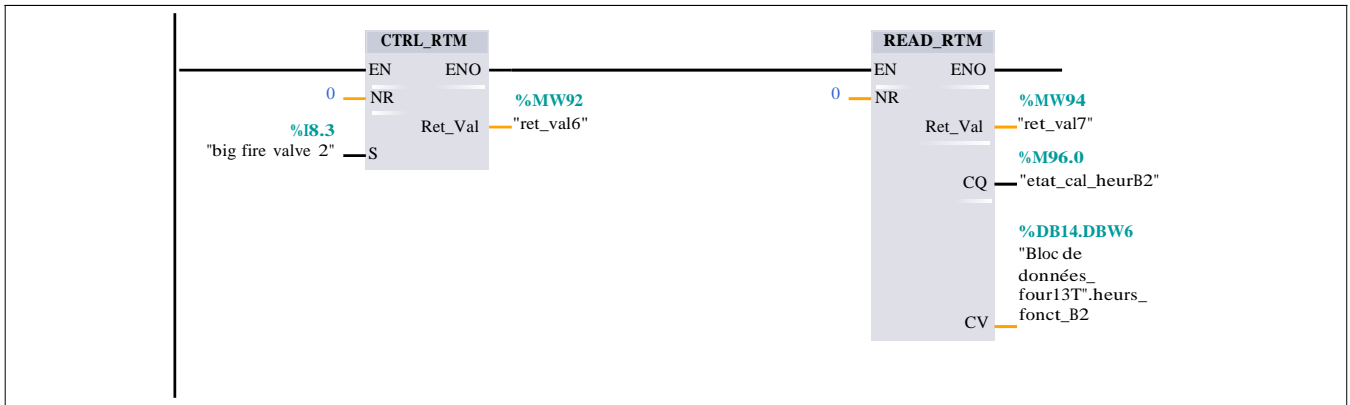 CTRL_RTM
EN ENO
0 NR
%MW92
Ret_Val "ret_val6"
%I8.3
"big fire valve 2" S
READ_RTM
EN ENO
0 NR
%MW94
Ret_Val "ret_val7"
%M96.0
CQ "etat_cal_heurB2"
%DB14.DBW6
"Bloc de
données_
four13T".heurs_
fonct_B2
CV